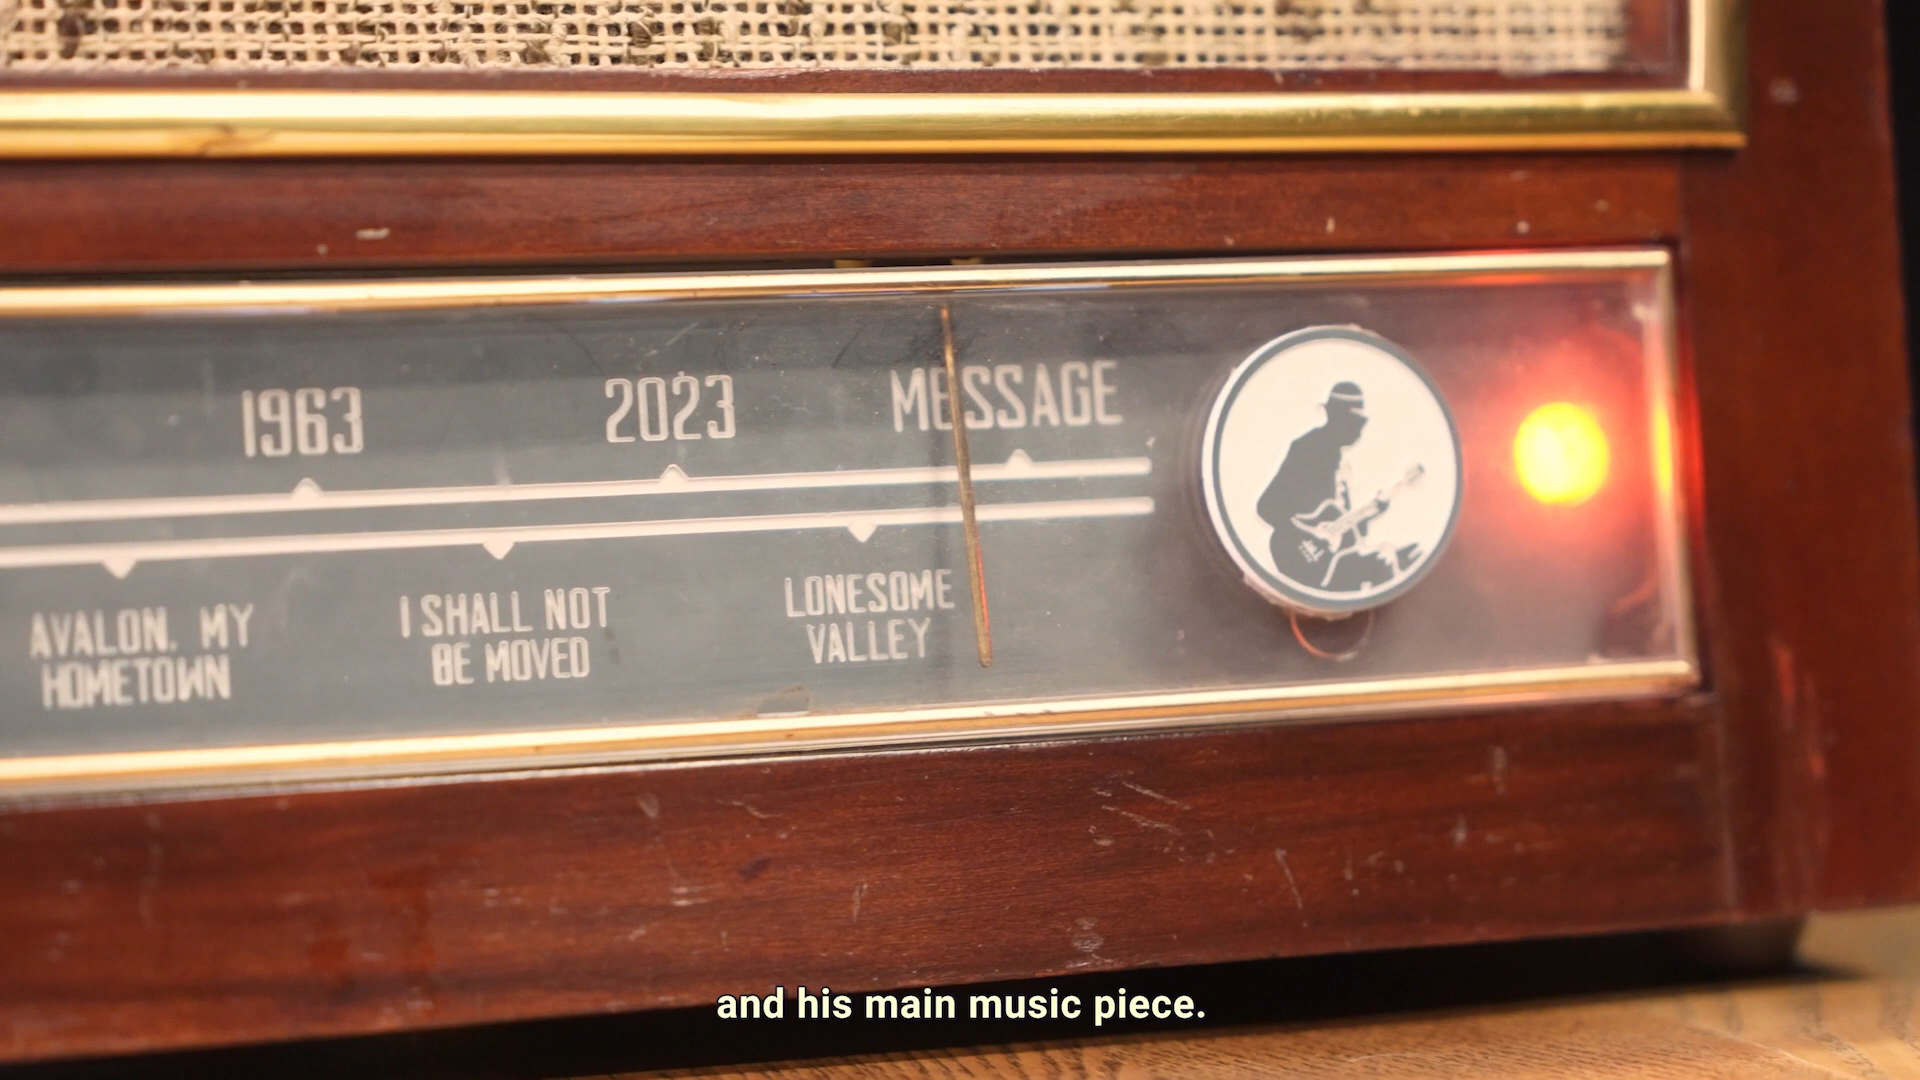 1963
2023
MESSAGE
AVALON, MY
HOMETOWN
I SHALL NOT
BE MOVED
LONESOME
VALLEY
and his main music piece.